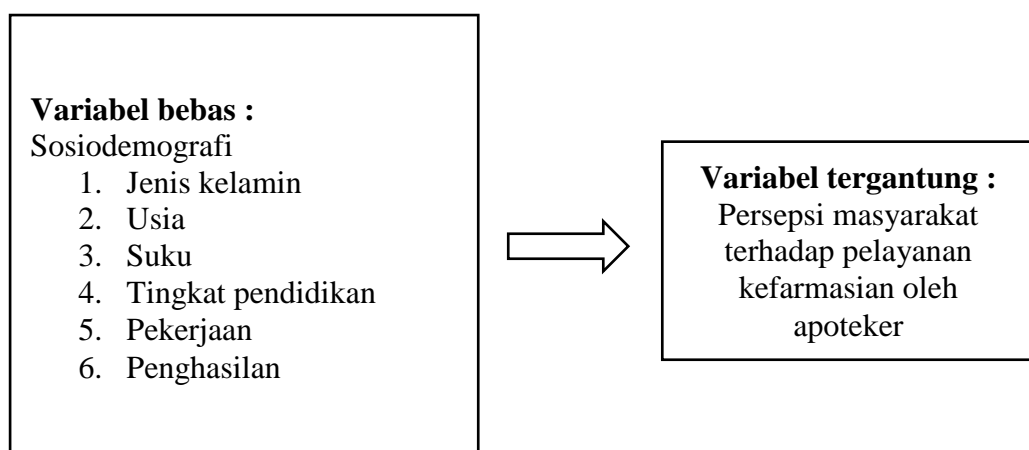 Variabel bebas :
Sosiodemografi
1. Jenis kelamin
2. Usia
3. Suku
4. Tingkat pendidikan
5. Pekerjaan
6. Penghasilan
Variabel tergantung :
Persepsi masyarakat
terhadap pelayanan
kefarmasian oleh
apoteker